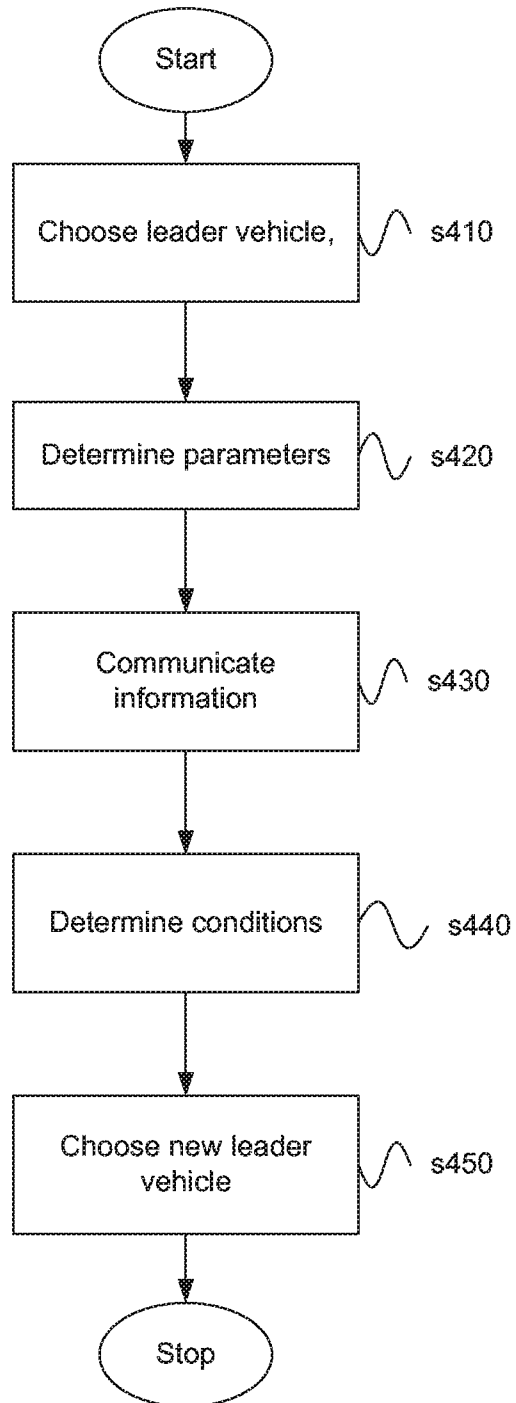 Start
Choose leader vehicle,
s410
Determine parameters
s420
Communicate
information
s430
Determine conditions
s440
Choose new leader
vehicle
s450
Stop